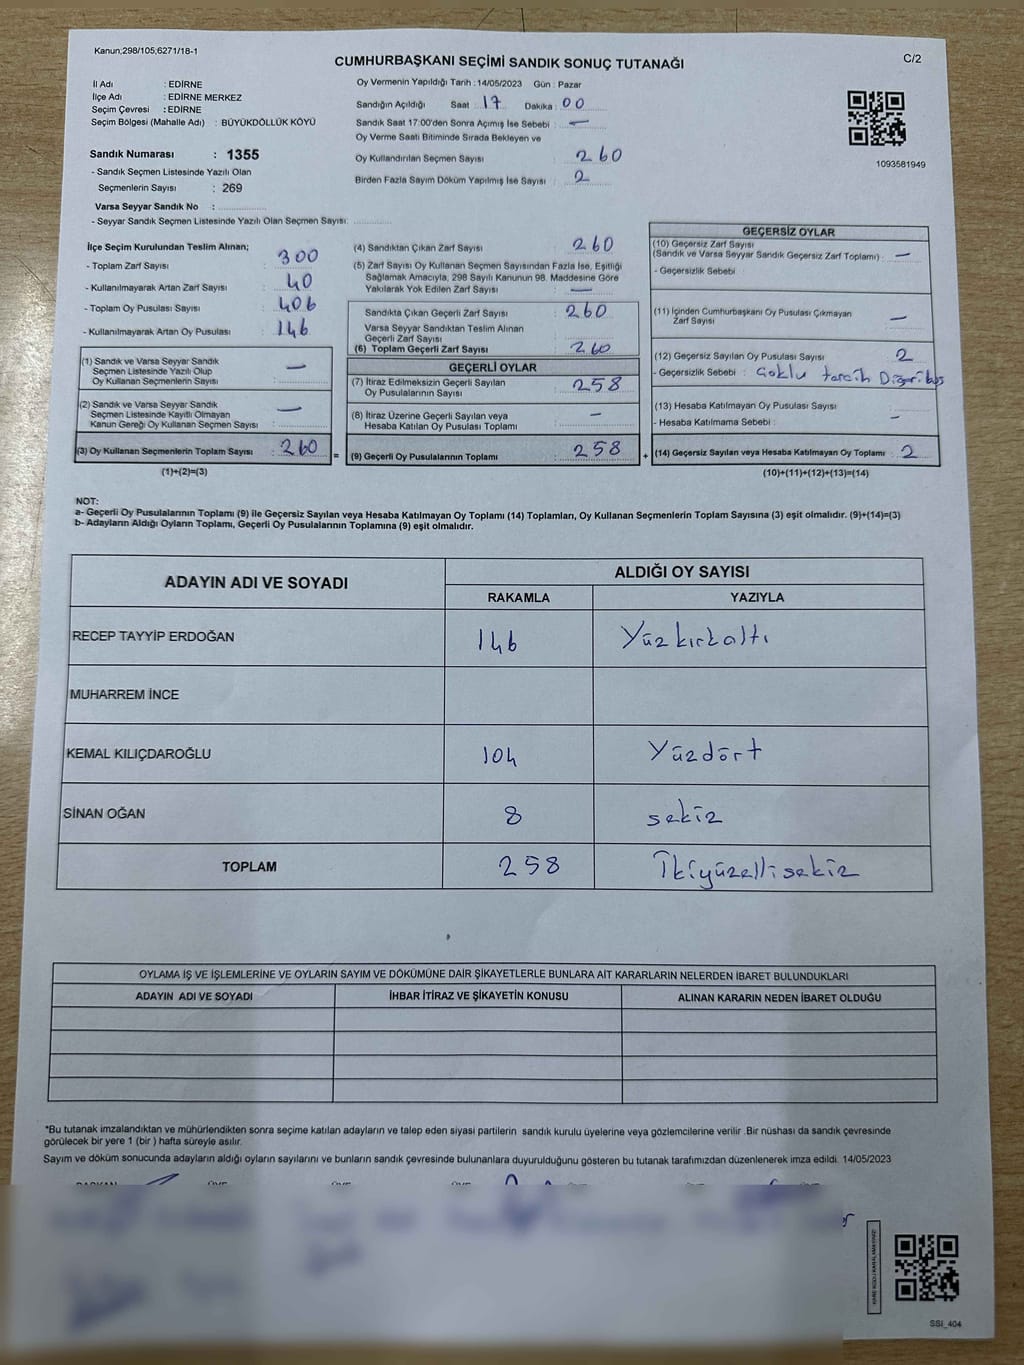 Kanun;298/105;6271/18-1
CUMHURBAŞKANI SEÇİMİ SANDIK SONUÇ TUTANAĞI
C/2
İl Adı : EDİRNE
İlçe Adı : EDİRNE MERKEZ
Seçim Çevresi : EDİRNE
Seçim Bölgesi (Mahalle Adı) : BÜYÜKDÖLLÜK KÖYÜ
Sandık Numarası : 1355
- Sandık Seçmen Listesinde Yazılı Olan
Seçmenlerin Sayısı : 269
Varsa Seyyar Sandık No :
- Seyyar Sandık Seçmen Listesinde Yazılı Olan Seçmen Sayısı:
Oy Vermenin Yapıldığı Tarih : 14/05/2023 Gün : Pazar
Sandığın Açıldığı Saat : 17 Dakika : 00
Sandık Saat 17:00'den Sonra Açımış İse Sebebi : —
Oy Verme Saati Bitiminde Sırada Bekleyen ve
Oy Kullandırılan Seçmen Sayısı : 260
Birden Fazla Sayım Döküm Yapılmış İse Sayısı : 2
1093581949
İlçe Seçim Kurulundan Teslim Alınan;
- Toplam Zarf Sayısı : 300
- Kullanılmayarak Artan Zarf Sayısı : 40
- Toplam Oy Pusulası Sayısı : 406
- Kullanılmayarak Artan Oy Pusulası : 146
(1) Sandık ve Varsa Seyyar Sandık
Seçmen Listesinde Yazılı Olup
Oy Kullanan Seçmenlerin Sayısı : —
(2) Sandık ve Varsa Seyyar Sandık
Seçmen Listesinde Kayıtlı Olmayan
Kanun Gereği Oy Kullanan Seçmen Sayısı : —
(3) Oy Kullanan Seçmenlerin Toplam Sayısı : 260
(1)+(2)=(3)
=
(4) Sandıktan Çıkan Zarf Sayısı : 260
(5) Zarf Sayısı Oy Kullanan Seçmen Sayısından Fazla İse, Eşitliği
Sağlamak Amacıyla, 298 Sayılı Kanunun 98. Maddesine Göre
Yakılarak Yok Edilen Zarf Sayısı : —
Sandıkta Çıkan Geçerli Zarf Sayısı : 260
Varsa Seyyar Sandıktan Teslim Alınan
Geçerli Zarf Sayısı :
(6) Toplam Geçerli Zarf Sayısı : 260
GEÇERLİ OYLAR
(7) İtiraz Edilmeksizin Geçerli Sayılan
Oy Pusulalarının Sayısı : 258
(8) İtiraz Üzerine Geçerli Sayılan veya
Hesaba Katılan Oy Pusulası Toplamı : —
(9) Geçerli Oy Pusulalarının Toplamı : 258
+
GEÇERSİZ OYLAR
(10) Geçersiz Zarf Sayısı
(Sandık ve Varsa Seyyar Sandık Geçersiz Zarf Toplamı) : —
- Geçersizlik Sebebi :
(11) İçinden Cumhurbaşkanı Oy Pusulası Çıkmayan
Zarf Sayısı : —
(12) Geçersiz Sayılan Oy Pusulası Sayısı : 2
- Geçersizlik Sebebi : Çoklu tercih
(13) Hesaba Katılmayan Oy Pusulası Sayısı :
- Hesaba Katılmama Sebebi : —
(14) Geçersiz Sayılan veya Hesaba Katılmayan Oy Toplamı : 2
(10)+(11)+(12)+(13)=(14)
NOT:
a- Geçerli Oy Pusulalarının Toplamı (9) ile Geçersiz Sayılan veya Hesaba Katılmayan Oy Toplamı (14) Toplamları, Oy Kullanan Seçmenlerin Toplam Sayısına (3) eşit olmalıdır. (9)+(14)=(3)
b- Adayların Aldığı Oyların Toplamı, Geçerli Oy Pusulalarının Toplamına (9) eşit olmalıdır.
ADAYIN ADI VE SOYADI
ALDIĞI OY SAYISI
RAKAMLA YAZIYLA
RECEP TAYYİP ERDOĞAN 146 Yüzkırkaltı
MUHARREM İNCE
KEMAL KILIÇDAROĞLU 104 Yüzdört
SİNAN OĞAN 8 sekiz
TOPLAM 258 İkiyüzellisekiz
OYLAMA İŞ VE İŞLEMLERİNE VE OYLARIN SAYIM VE DÖKÜMÜNE DAİR ŞİKAYETLERLE BUNLARA AİT KARARLARIN NELERDEN İBARET BULUNDUKLARI
ADAYIN ADI VE SOYADI İHBAR İTİRAZ VE ŞİKAYETİN KONUSU ALINAN KARARIN NEDEN İBARET OLDUĞU
*Bu tutanak imzalandıktan ve mühürlendikten sonra seçime katılan adayların ve talep eden siyasi partilerin sandık kurulu üyelerine veya gözlemcilerine verilir .Bir nüshası da sandık çevresinde
görülecek bir yere 1 (bir ) hafta süreyle asılır.
Sayım ve döküm sonucunda adayların aldığı oyların sayılarını ve bunların sandık çevresinde bulunanlara duyurulduğunu gösteren bu tutanak tarafımızdan düzenlenerek imza edildi. 14/05/2023
SSI_404